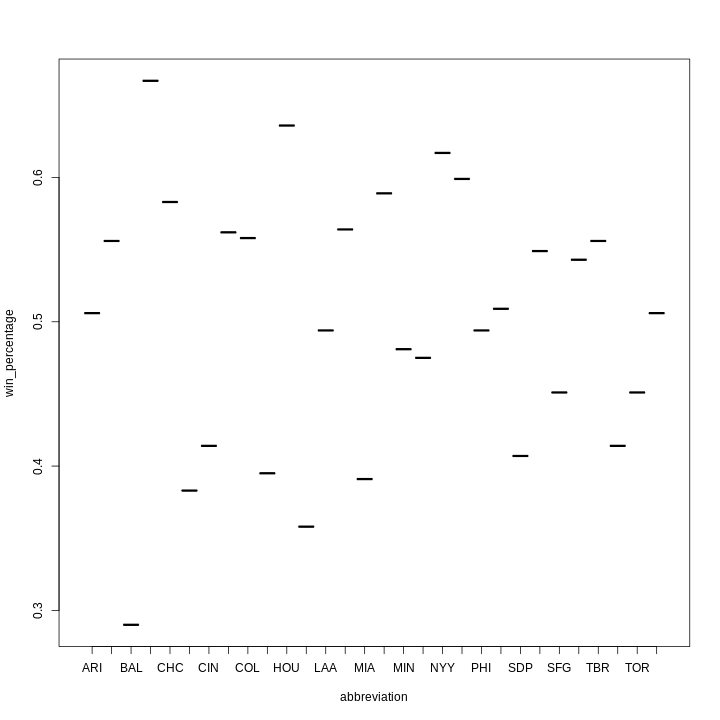 win_percentage
0.6
0.5
0.4
0.3
ARI BAL CHC CIN COL HOU LAA MIA MIN NYY PHI SDP SFG TBR TOR
abbreviation